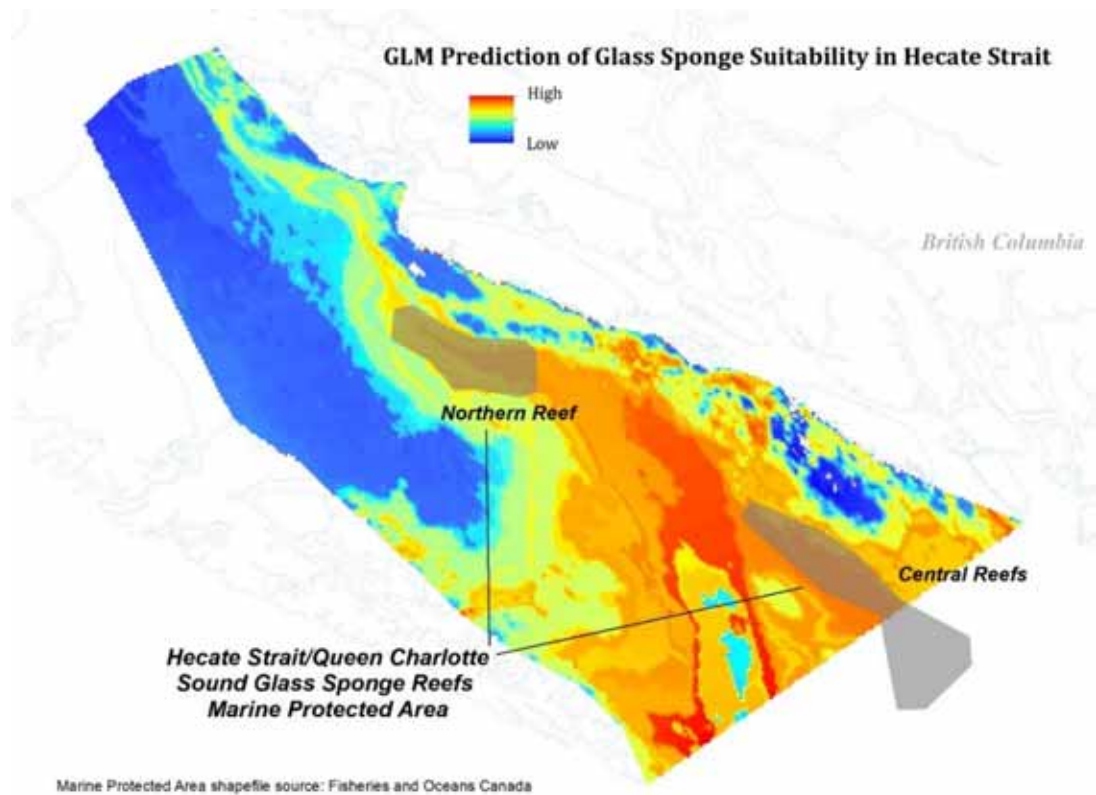 GLM Prediction of Glass Sponge Suitability in Hecate Strait
High
Low
British Columbia
Northern Reef
Central Reefs
Hecate Strait/Queen Charlotte
Sound Glass Sponge Reefs
Marine Protected Area
Marine Protected Area shapefile source: Fisheries and Oceans Canada